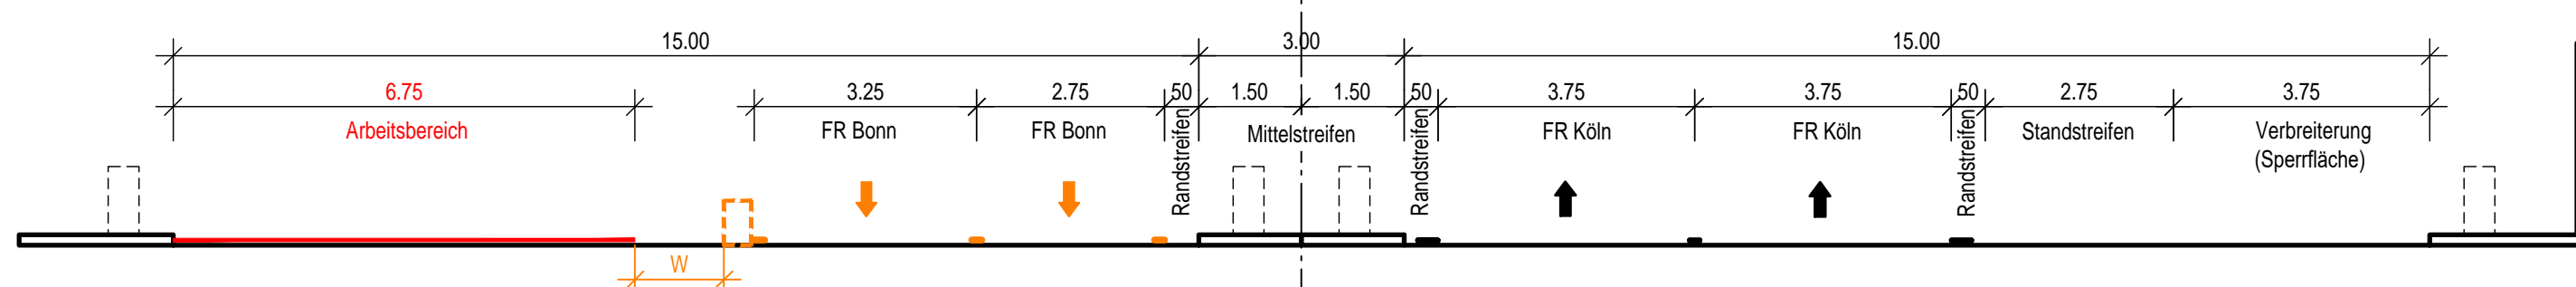 15.00
3.00
15.00
6.75
3.25
2.75
50
1.50
1.50
50
3.75
3.75
50
2.75
3.75
Arbeitsbereich
FR Bonn
FR Bonn
Randstreifen
Mittelstreifen
Randstreifen
FR Köln
FR Köln
Randstreifen
Standstreifen
Verbreiterung
(Sperrfläche)
W